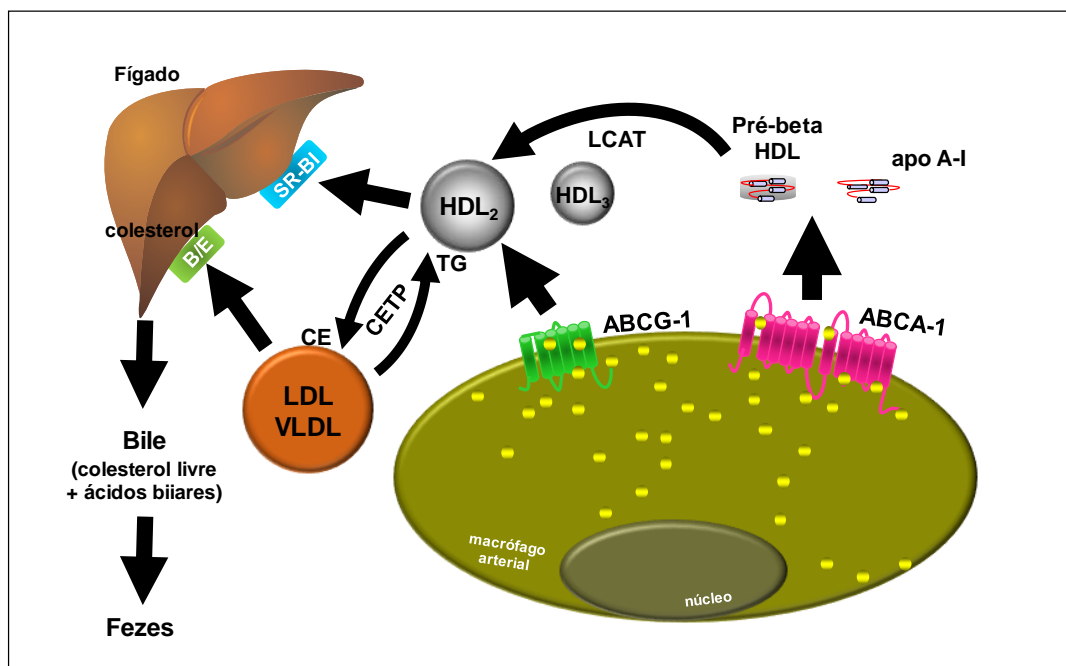 Fígado
SR-BI
colesterol
B/E
LCAT
Pré-beta
HDL
apo A-I
HDL2
HDL3
TG
CETP
CE
LDL
VLDL
ABCG-1
ABCA-1
Bile
(colesterol livre
+ ácidos biiares)
Fezes
macrófago
arterial
núcleo